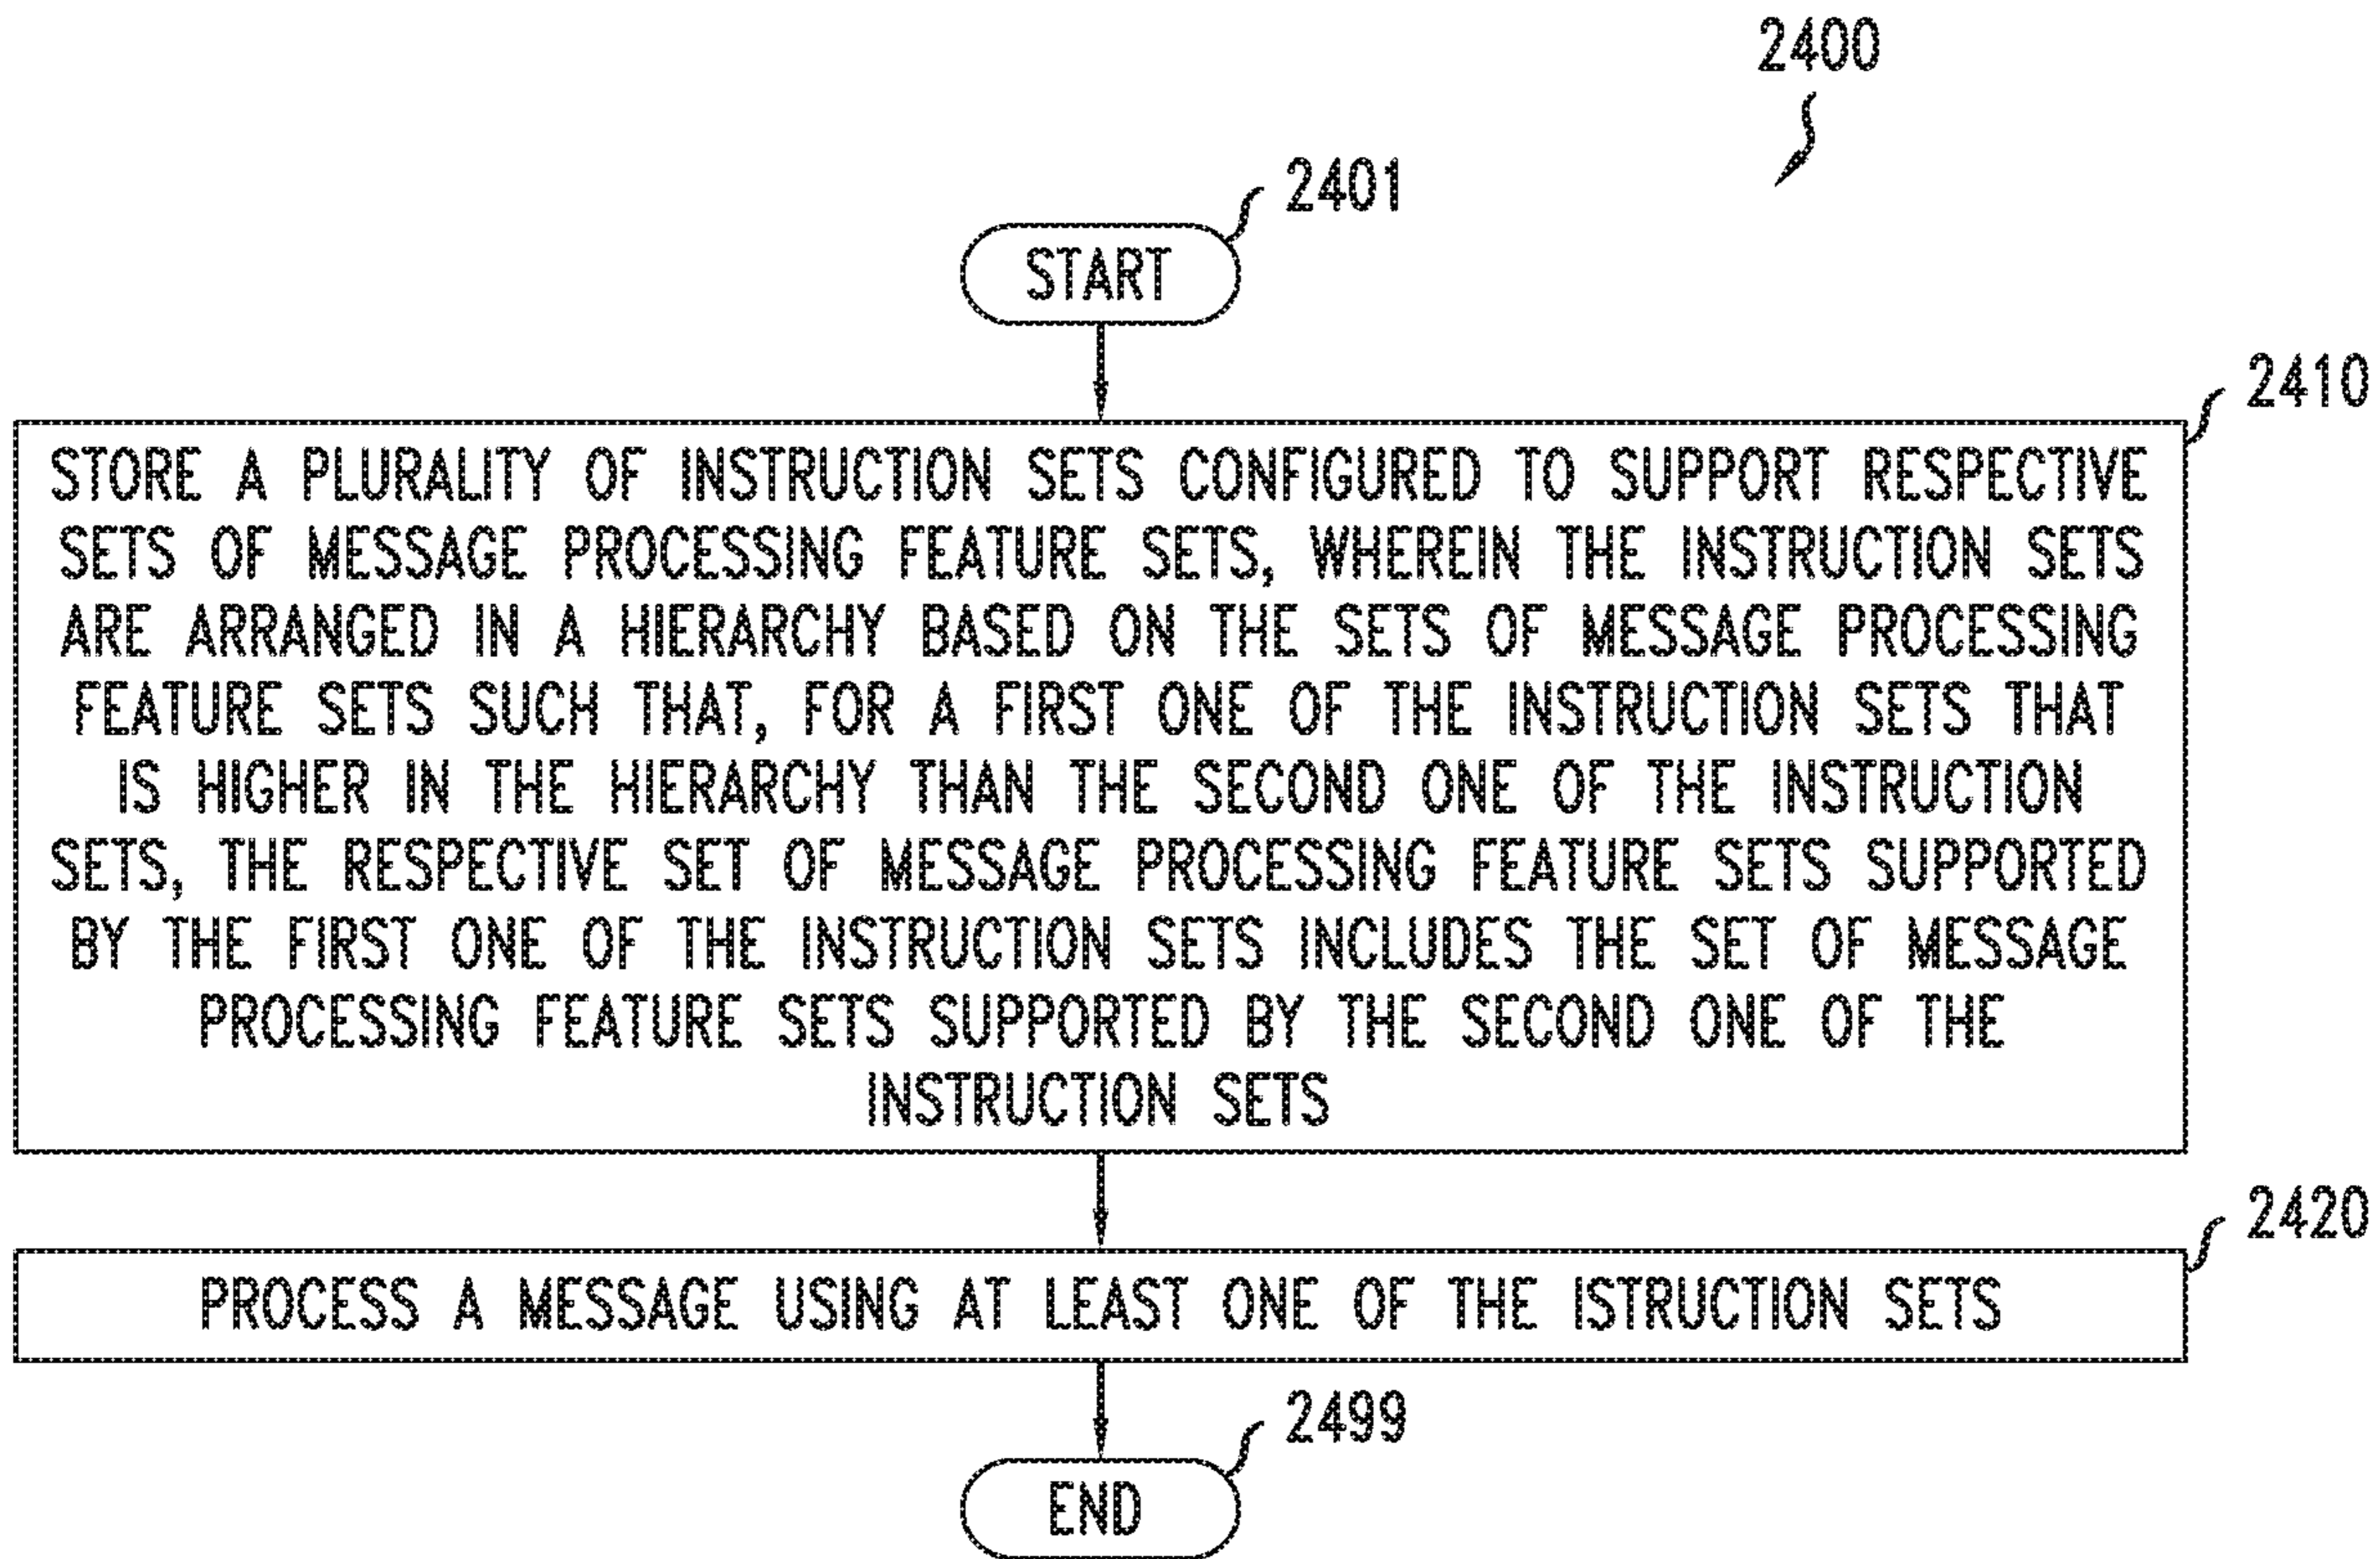 2400
2401
START
2410
STORE A PLURALITY OF INSTRUCTION SETS CONFIGURED TO SUPPORT RESPECTIVE
SETS OF MESSAGE PROCESSING FEATURE SETS, WHEREIN THE INSTRUCTION SETS
ARE ARRANGED IN A HIERARCHY BASED ON THE SETS OF MESSAGE PROCESSING
FEATURE SETS SUCH THAT, FOR A FIRST ONE OF THE INSTRUCTION SETS THAT
IS HIGHER IN THE HIERARCHY THAN THE SECOND ONE OF THE INSTRUCTION
SETS, THE RESPECTIVE SET OF MESSAGE PROCESSING FEATURE SETS SUPPORTED
BY THE FIRST ONE OF THE INSTRUCTION SETS INCLUDES THE SET OF MESSAGE
PROCESSING FEATURE SETS SUPPORTED BY THE SECOND ONE OF THE
INSTRUCTION SETS
2420
PROCESS A MESSAGE USING AT LEAST ONE OF THE ISTRUCTION SETS
2499
END